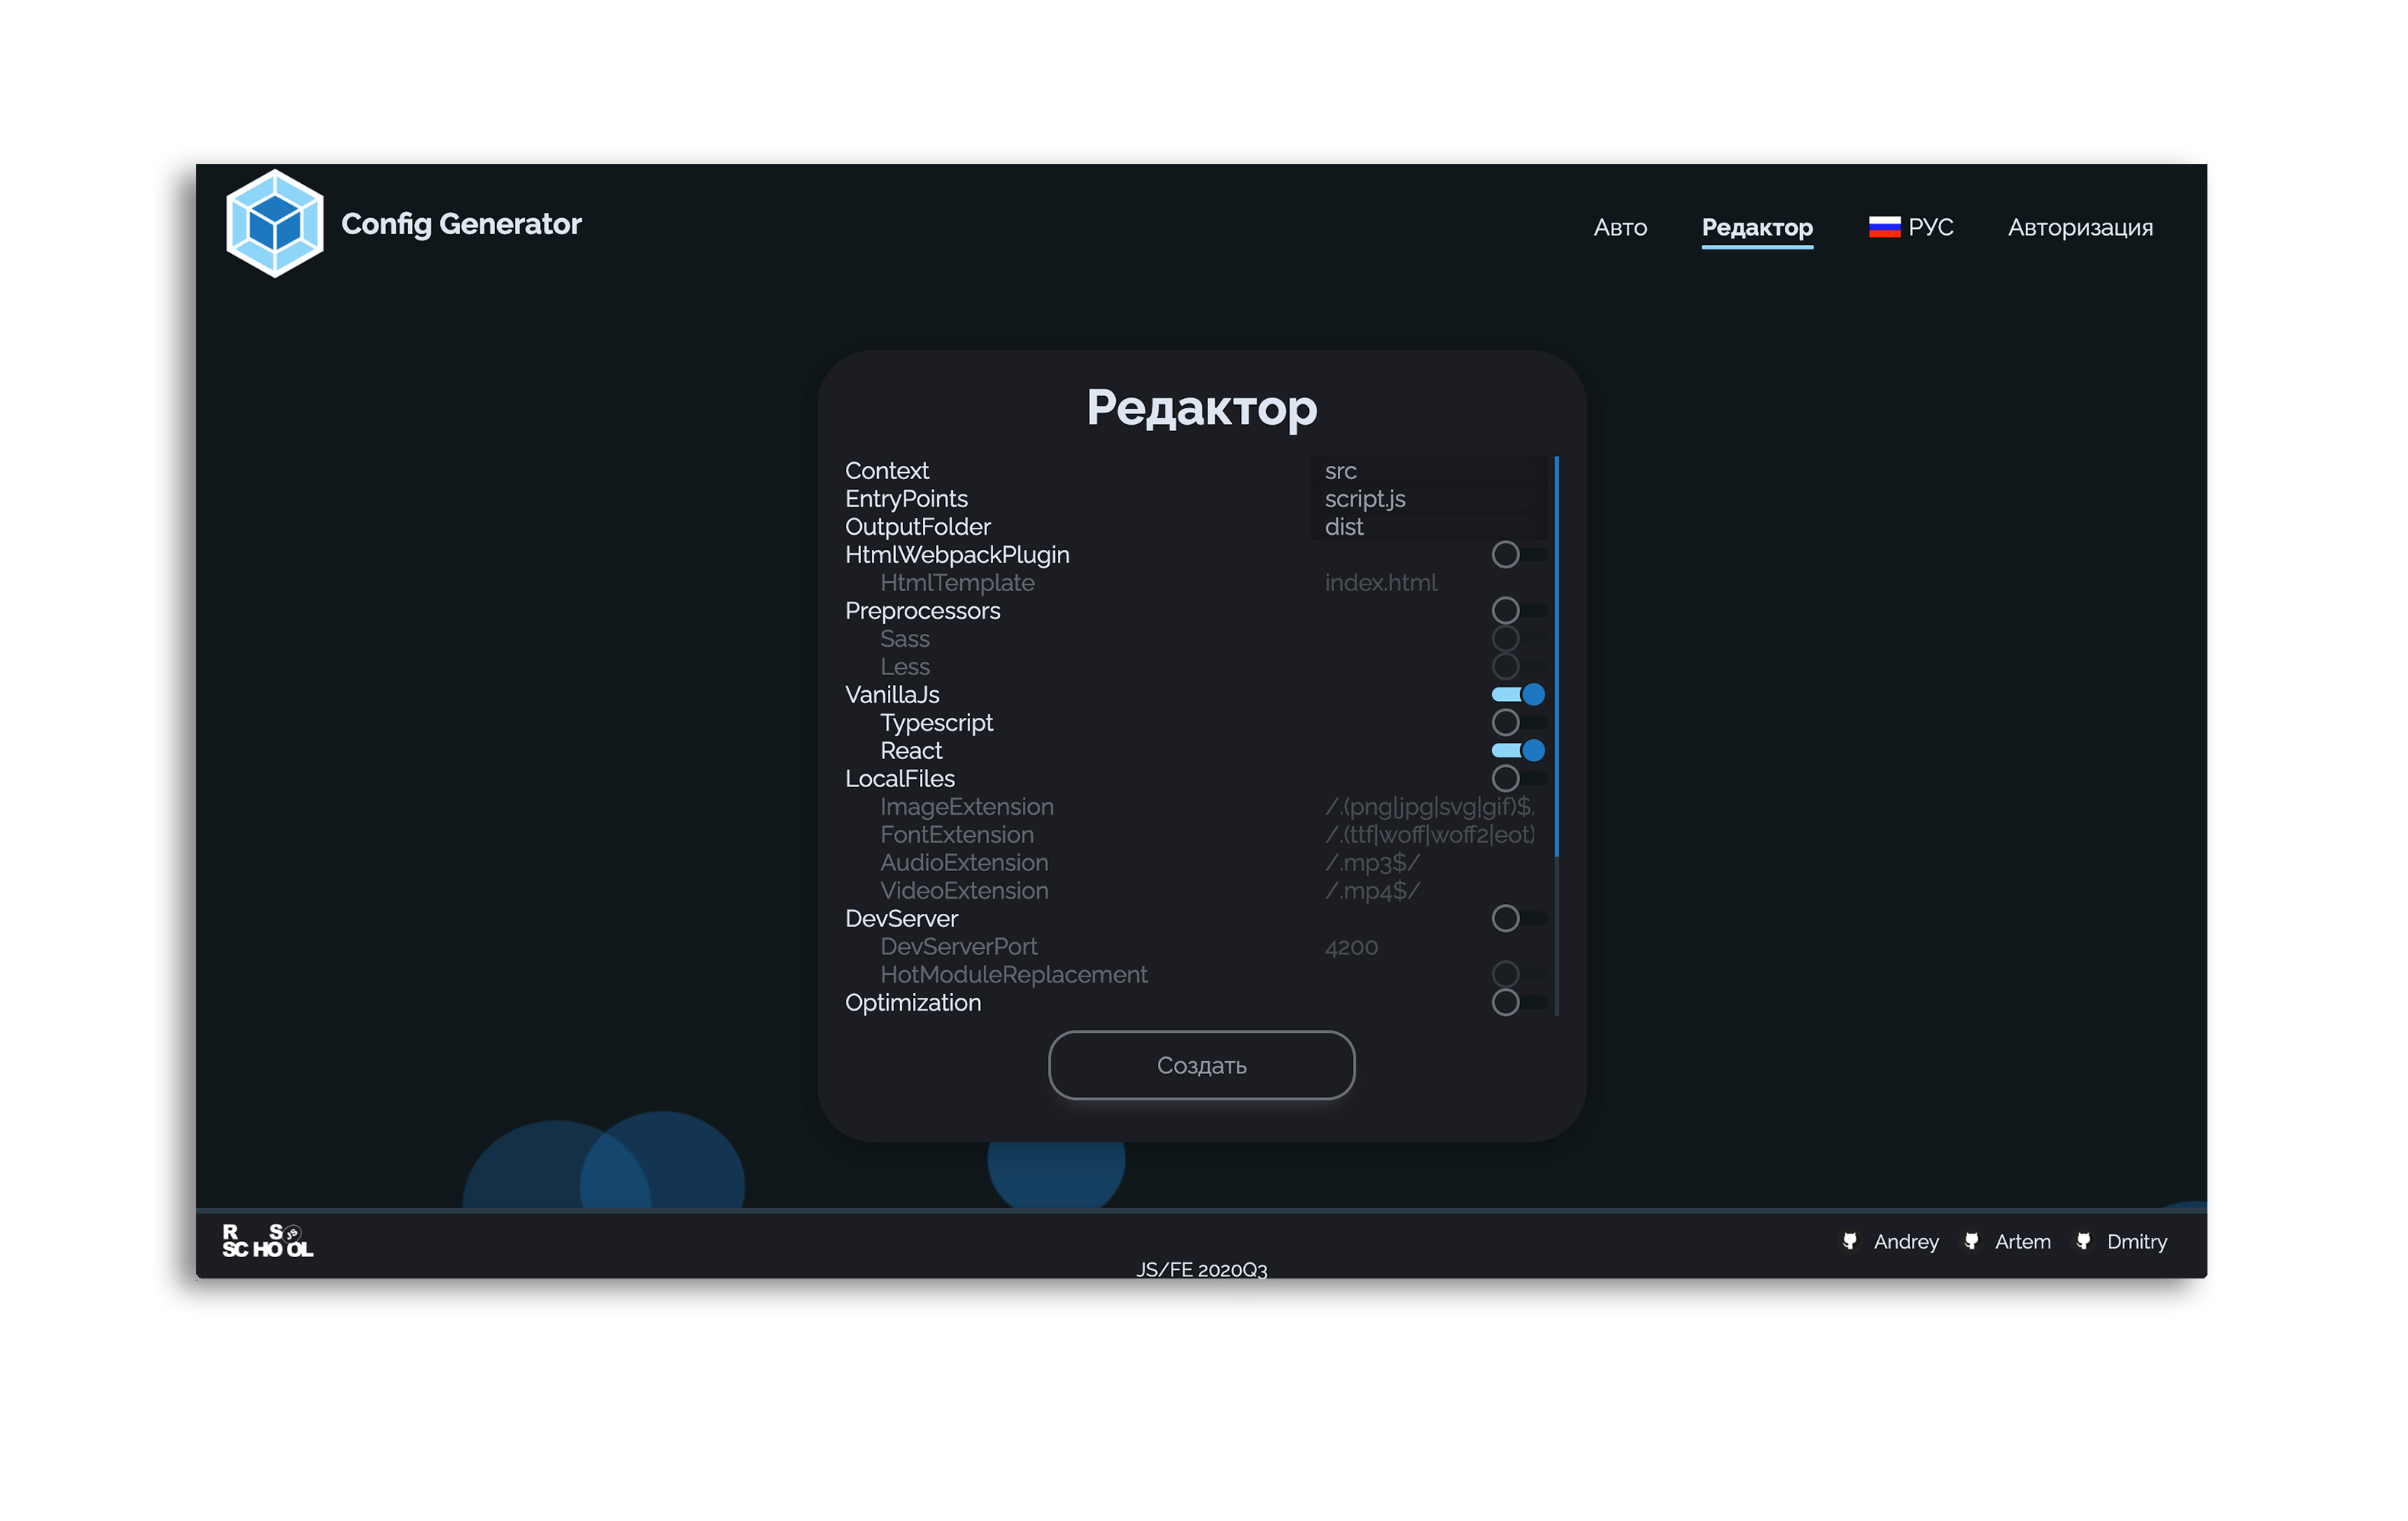 Config Generator
Авто Редактор РУС Авторизация
Редактор
Context src
EntryPoints script.js
OutputFolder dist
HtmlWebpackPlugin
HtmlTemplate index.html
Preprocessors
Sass
Less
VanillaJs
Typescript
React
LocalFiles
ImageExtension /.(png|jpg|svg|gif)$.
FontExtension /.(ttf|woff|woff2|eot)
AudioExtension /.mp3$/
VideoExtension /.mp4$/
DevServer
DevServerPort 4200
HotModuleReplacement
Optimization
Создать
R S JS
SCHOOL
Andrey Artem Dmitry
JS/FE 2020Q3